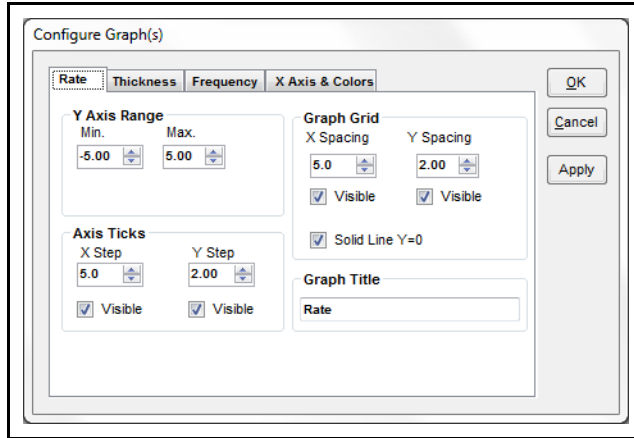 Configure Graph(s)
Rate Thickness Frequency X Axis & Colors
OK
Cancel
Apply
Y Axis Range
Min. Max.
-5.00 5.00
Axis Ticks
X Step Y Step
5.0 2.00
Visible Visible
Graph Grid
X Spacing Y Spacing
5.0 2.00
Visible Visible
Solid Line Y=0
Graph Title
Rate